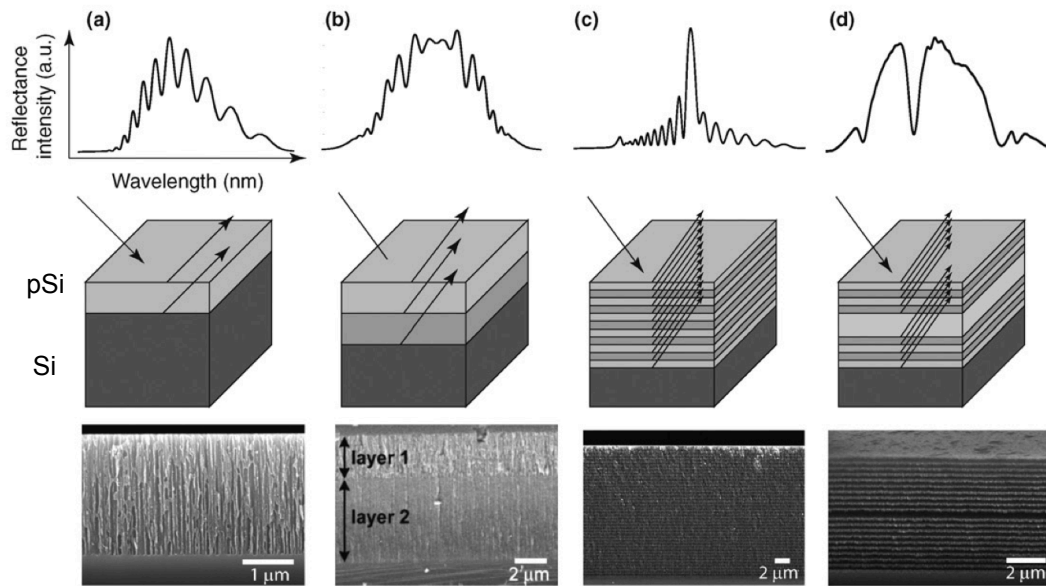 (a)
(b)
(c)
(d)
Reflectance
intensity (a.u.)
Wavelength (nm)
pSi
Si
layer 1
layer 2
1 μm
2 μm
2 μm
2 μm